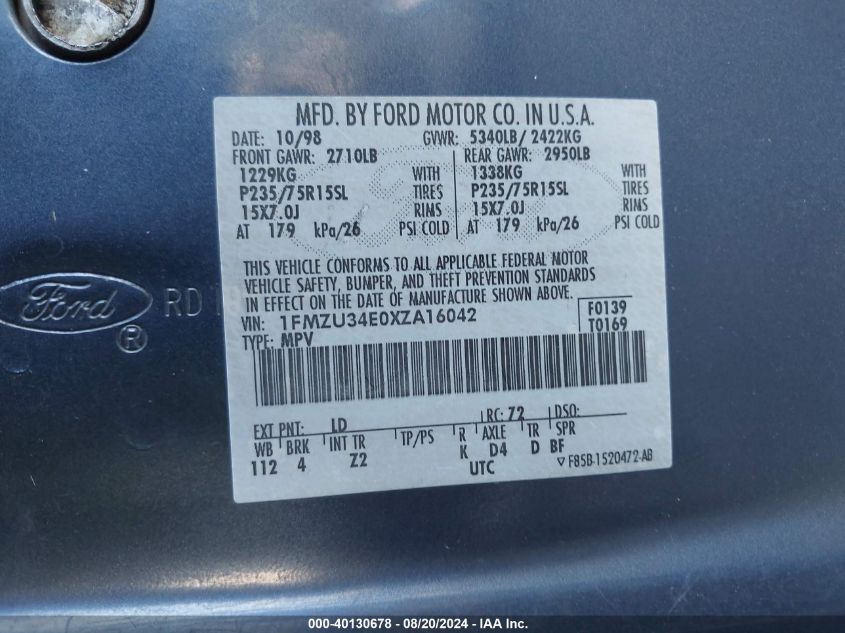 MFD. BY FORD MOTOR CO. IN U.S.A.
DATE: 10/98 GVWR: 5340LB/ 2422KG
FRONT GAWR: 2710LB REAR GAWR: 2950LB
1229KG WITH 1338KG WITH
P235/75R15SL TIRES P235/75R15SL TIRES
15X7.0J RIMS 15X7.0J RIMS
AT 179 kPa/26 PSI COLD AT 179 kPa/26 PSI COLD
THIS VEHICLE CONFORMS TO ALL APPLICABLE FEDERAL MOTOR
VEHICLE SAFETY, BUMPER, AND THEFT PREVENTION STANDARDS
IN EFFECT ON THE DATE OF MANUFACTURE SHOWN ABOVE.
VIN: 1FMZU34E0XZA16042 F0139
TYPE: MPV T0169
Ford ® RD
EXT PNT: LD RC: 72 DSO:
WB BRK INT TR TP/PS R AXLE TR SPR
112 4 Z2 K D4 D BF
UTC ▽ F85B-1520472-AB
000-40130678 - 08/20/2024 - IAA Inc.